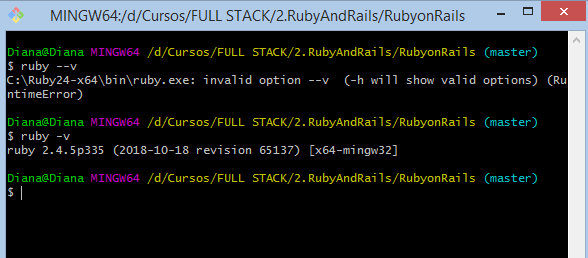 MINGW64:/d/Cursos/FULL STACK/2.RubyAndRails/RubyonRails
Diana@Diana MINGW64 /d/Cursos/FULL STACK/2.RubyAndRails/RubyonRails (master)
$ ruby --v
C:\Ruby24-x64\bin\ruby.exe: invalid option --v  (-h will show valid options) (Ru
ntimeError)
Diana@Diana MINGW64 /d/Cursos/FULL STACK/2.RubyAndRails/RubyonRails (master)
$ ruby -v
ruby 2.4.5p335 (2018-10-18 revision 65137) [x64-mingw32]
Diana@Diana MINGW64 /d/Cursos/FULL STACK/2.RubyAndRails/RubyonRails (master)
$